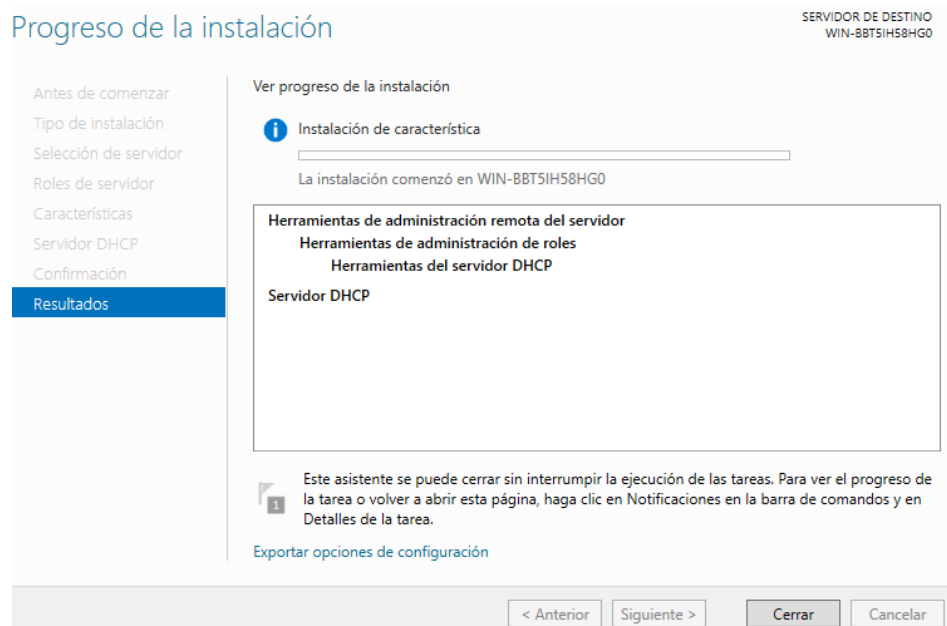 Progreso de la instalación
SERVIDOR DE DESTINO
WIN-BBT5IH58HG0
Antes de comenzar
Tipo de instalación
Selección de servidor
Roles de servidor
Características
Servidor DHCP
Confirmación
Resultados
Ver progreso de la instalación
Instalación de característica
La instalación comenzó en WIN-BBT5IH58HG0
Herramientas de administración remota del servidor
Herramientas de administración de roles
Herramientas del servidor DHCP
Servidor DHCP
1
Este asistente se puede cerrar sin interrumpir la ejecución de las tareas. Para ver el progreso de
la tarea o volver a abrir esta página, haga clic en Notificaciones en la barra de comandos y en
Detalles de la tarea.
Exportar opciones de configuración
< Anterior
Siguiente >
Cerrar
Cancelar